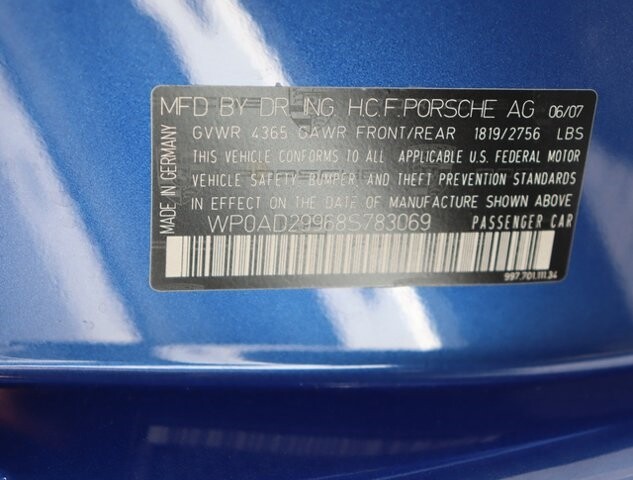 MFD BY DR.ING. H.C.F.PORSCHE AG 06/07
GVWR 4365 GAWR FRONT/REAR 1819/2756 LBS
THIS VEHICLE CONFORMS TO ALL APPLICABLE U.S. FEDERAL MOTOR
VEHICLE SAFETY, BUMPER, AND THEFT PREVENTION STANDARDS
IN EFFECT ON THE DATE OF MANUFACTURE SHOWN ABOVE
WP0AD29968S783069 PASSENGER CAR
997.701.111.34
MADE IN GERMANY